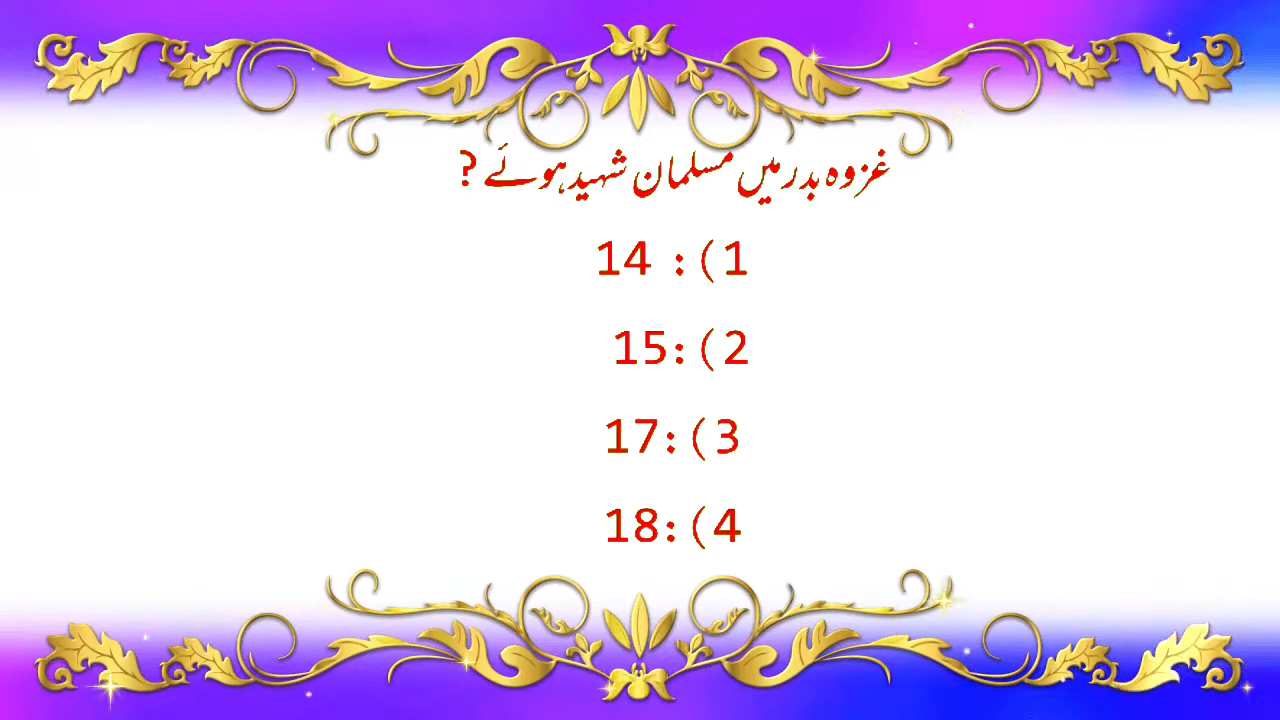 غزوہ بدر میں مسلمان شہید ہوئے ?
1) : 14
2) :15
3) :17
4) :18